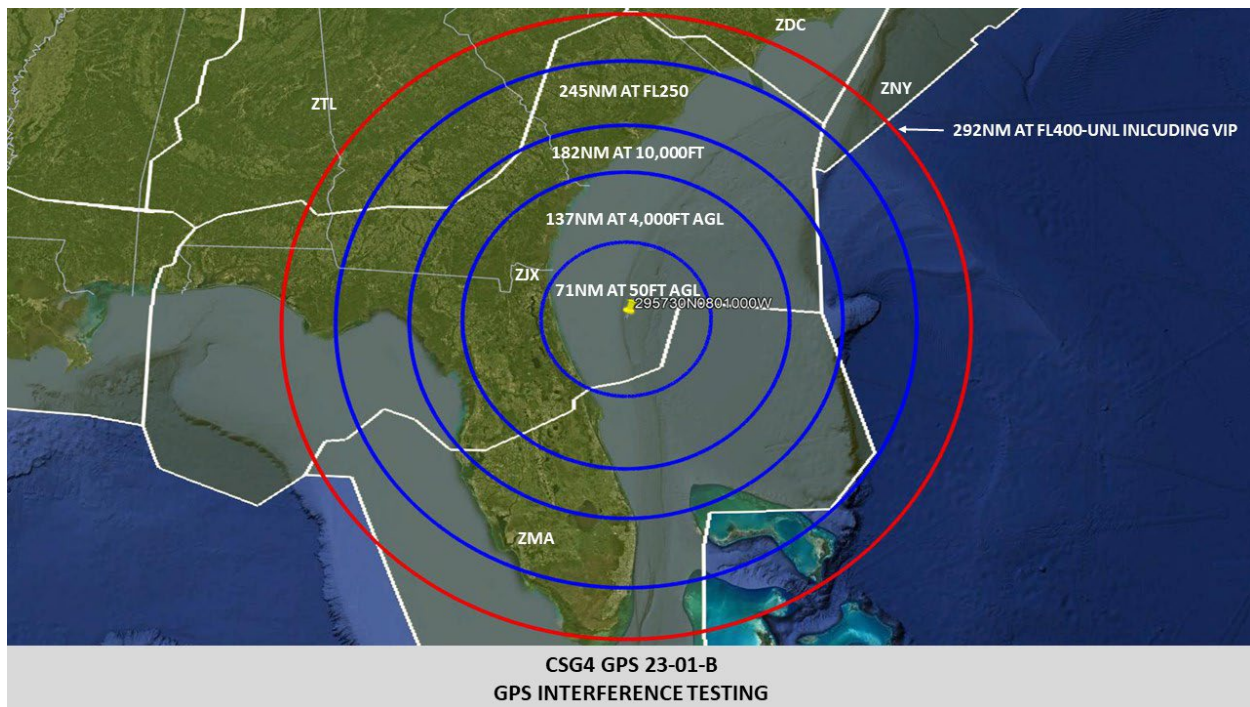 ZDC
ZTL
245NM AT FL250
ZNY
292NM AT FL400-UNL INLCUDING VIP
182NM AT 10,000FT
137NM AT 4,000FT AGL
ZJX
71NM AT 50FT AGL
295730N0801000W
ZMA
CSG4 GPS 23-01-B
GPS INTERFERENCE TESTING